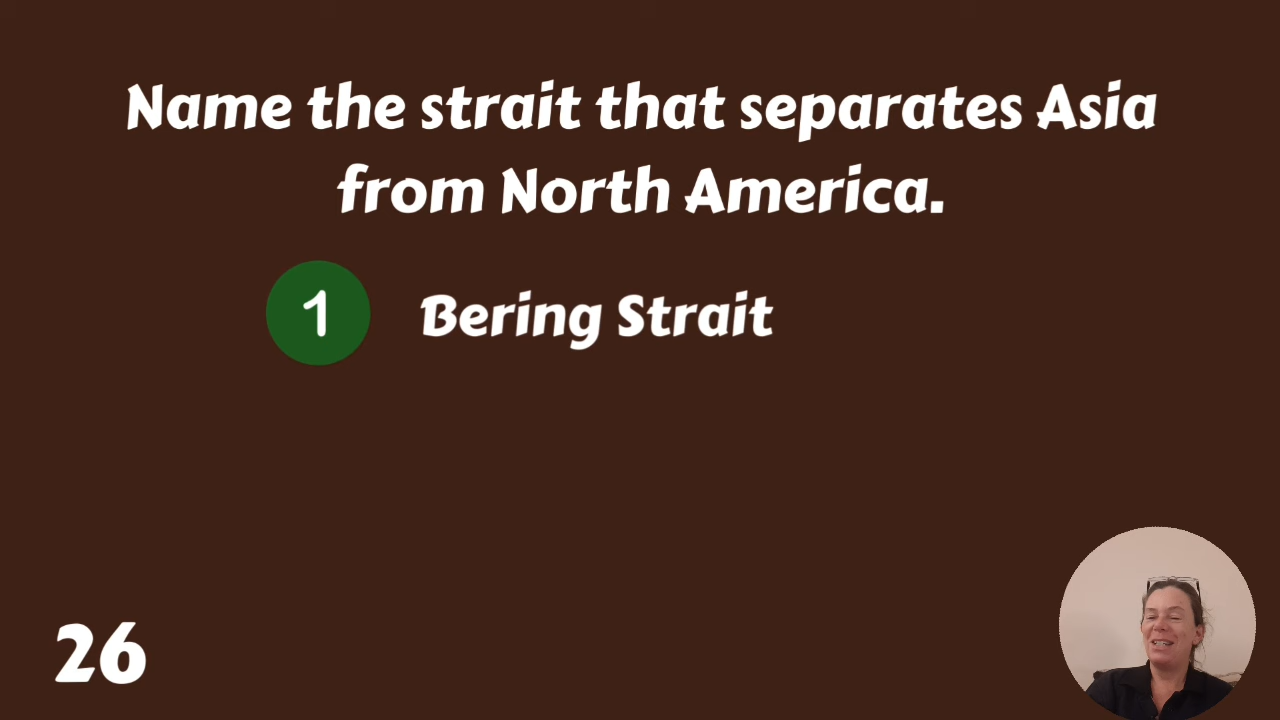 Name the strait that separates Asia
from North America.
1 Bering Strait
26